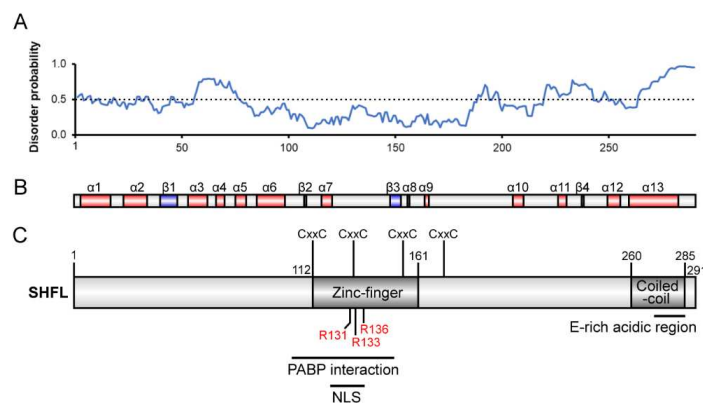 A
Disorder probability
1.0
0.5
0.0
1
50
100
150
200
250
B
α1 α2 β1 α3 α4 α5 α6 β2 α7 β3 α8 α9 α10 α11 β4 α12 α13
C
CxxC CxxC CxxC CxxC
1 112 161 260 285 291
SHFL
Zinc-finger
Coiled
-coil
R131 R136
R133
E-rich acidic region
PABP interaction
NLS